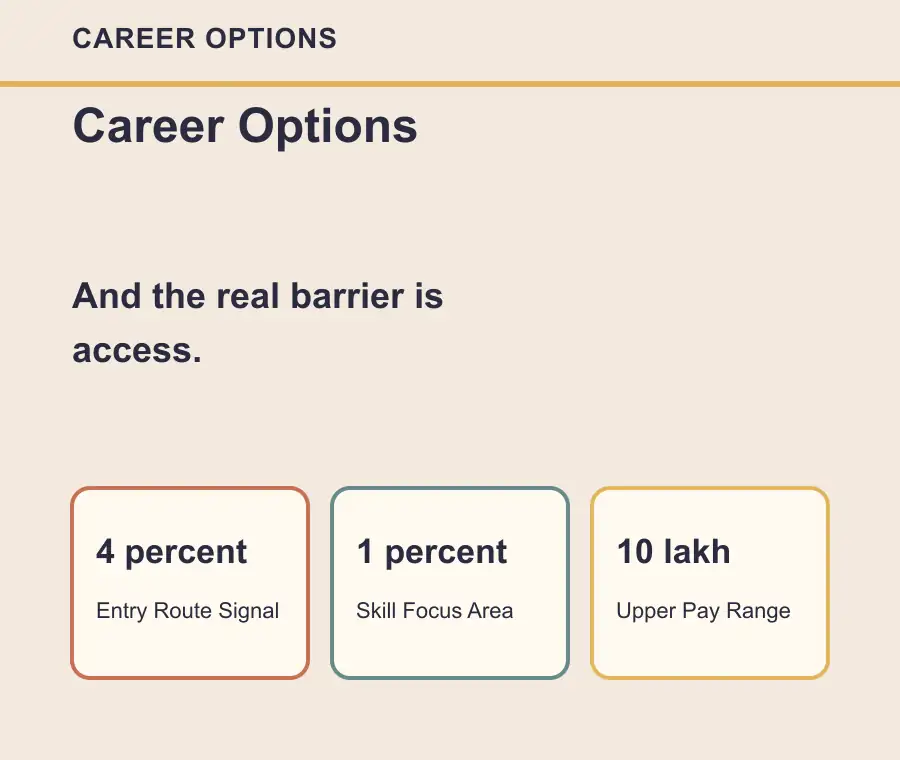 CAREER OPTIONS
Career Options
And the real barrier is
access.
4 percent
Entry Route Signal
1 percent
Skill Focus Area
10 lakh
Upper Pay Range